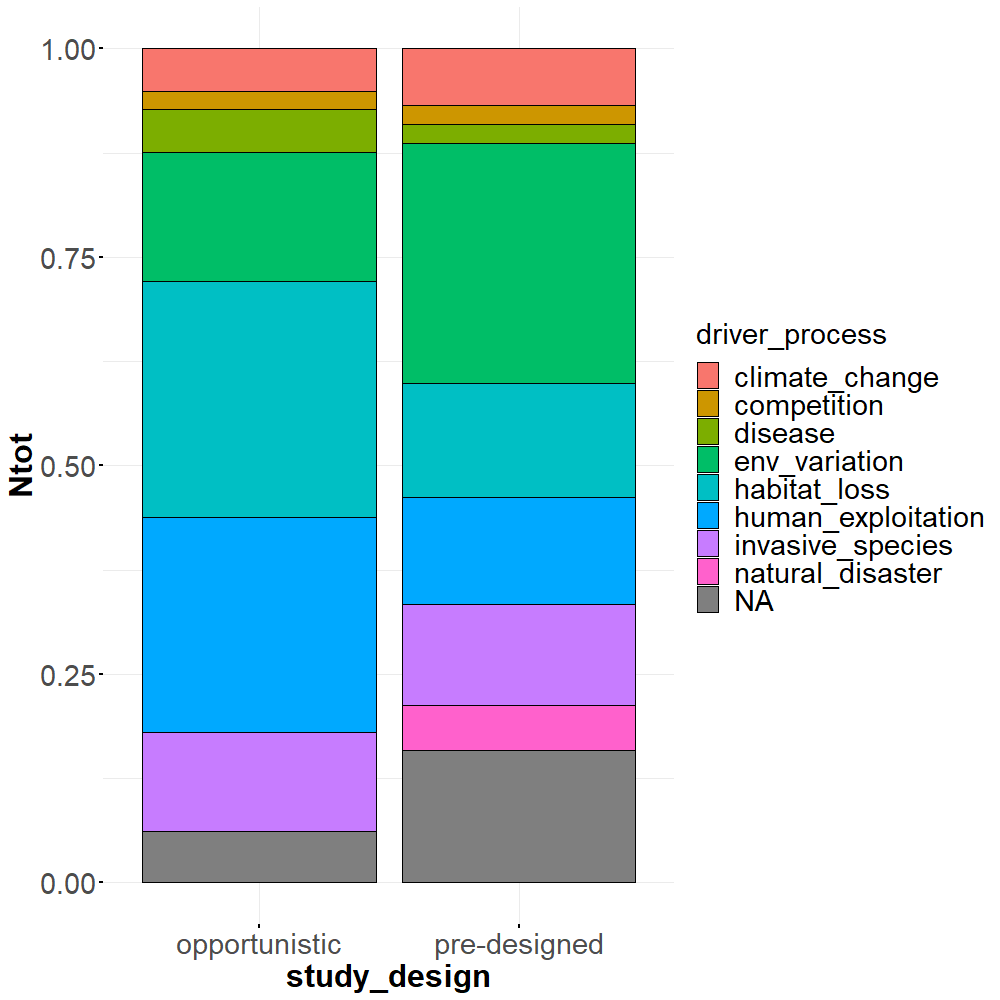 1.00
0.75
0.50
0.25
0.00
Ntot
opportunistic
pre-designed
study_design
driver_process
climate_change
competition
disease
env_variation
habitat_loss
human_exploitation
invasive_species
natural_disaster
NA